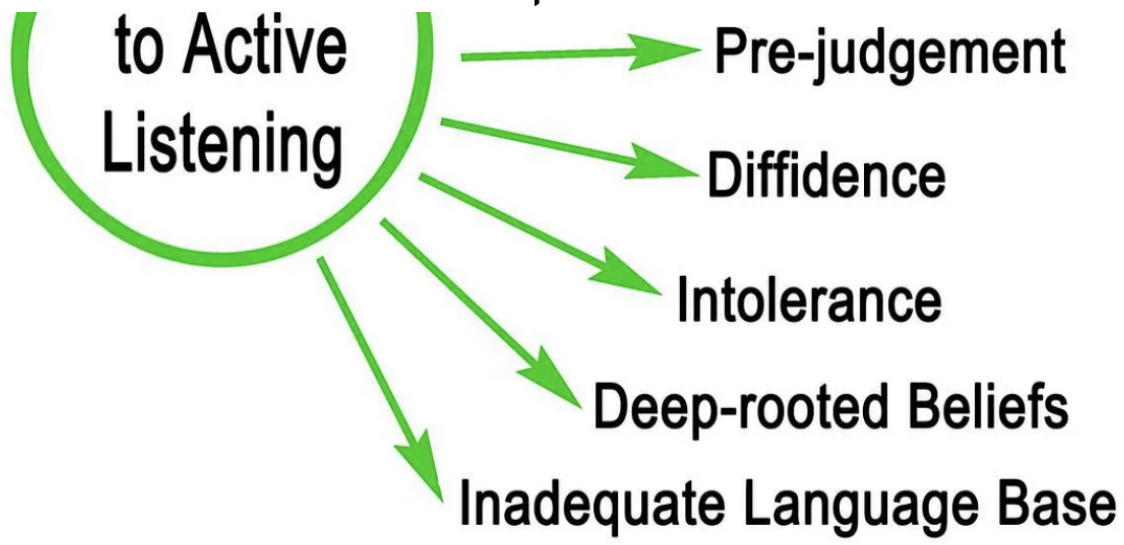 to Active
Listening
Pre-judgement
Diffidence
Intolerance
Deep-rooted Beliefs
Inadequate Language Base